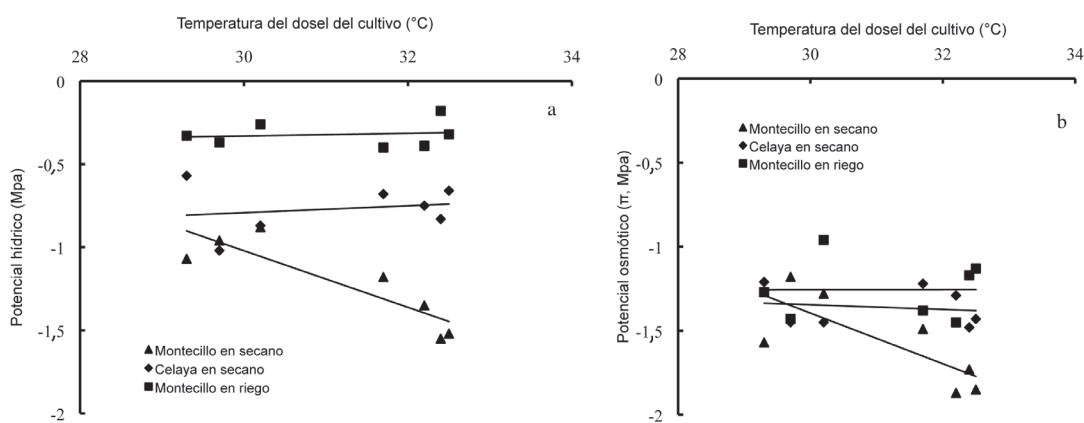 Temperatura del dosel del cultivo (°C)
28 30 32 34
0
-0,5
-1
-1,5
-2
Potencial hídrico (Mpa)
a
Montecillo en secano
Celaya en secano
Montecillo en riego
Temperatura del dosel del cultivo (°C)
28 30 32 34
0
-0,5
-1
-1,5
-2
Potencial osmótico (π, Mpa)
b
Montecillo en secano
Celaya en secano
Montecillo en riego